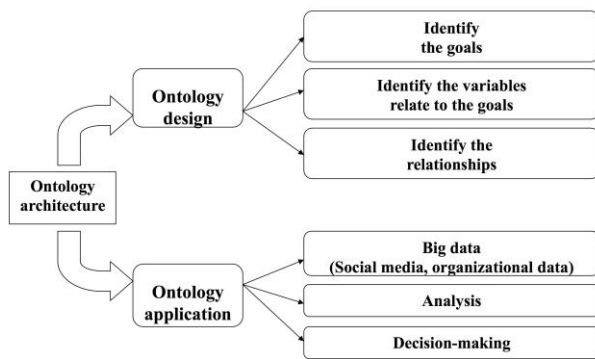 Ontology
architecture
Ontology
design
Identify
the goals
Identify the variables
relate to the goals
Identify the
relationships
Ontology
application
Big data
(Social media, organizational data)
Analysis
Decision-making